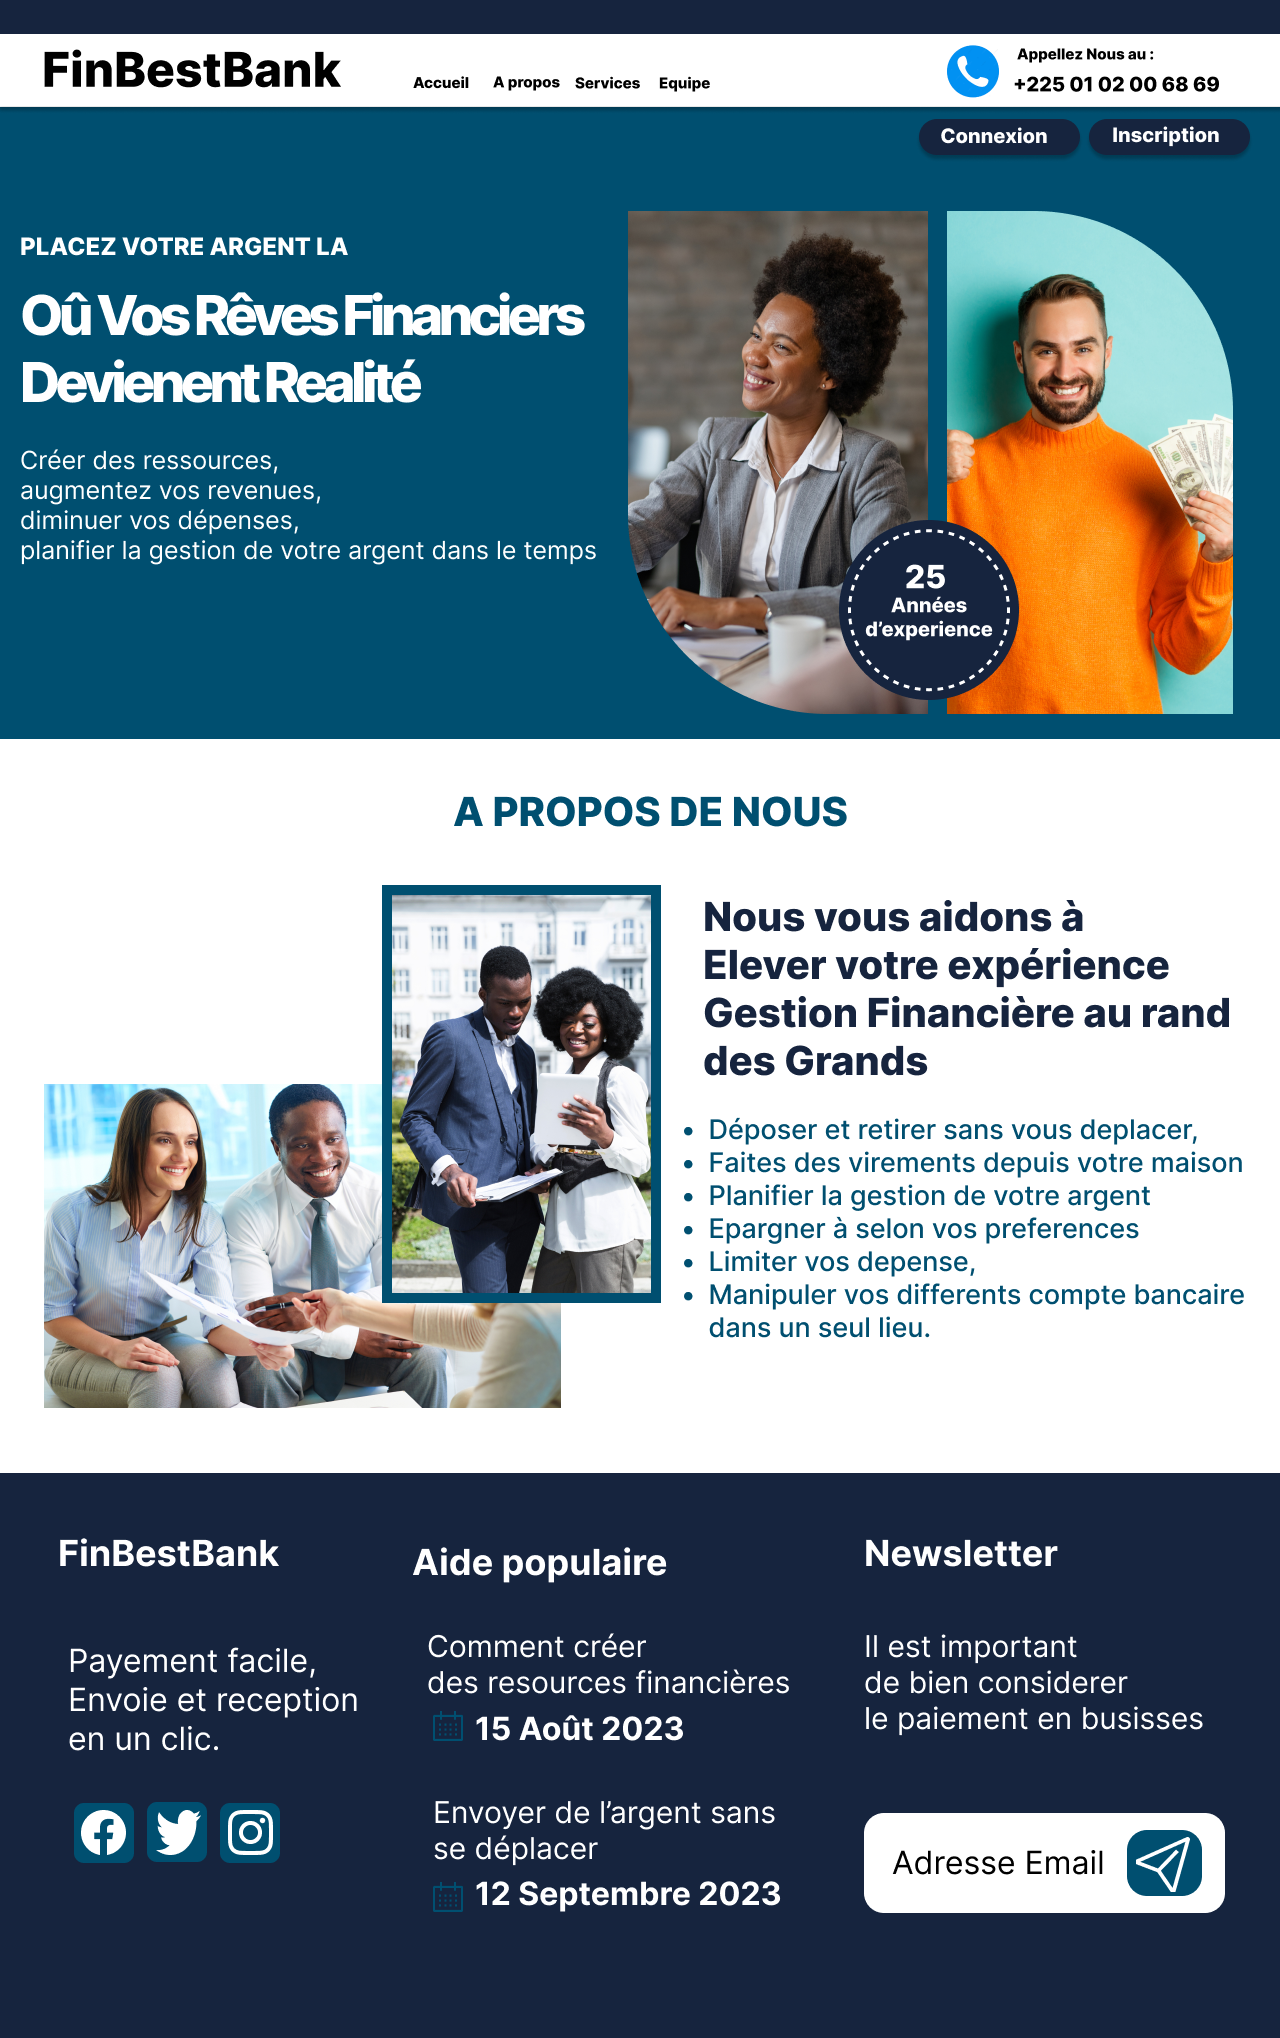 FinBestBank
Accueil
A propos
Services
Equipe
Appellez Nous au :
+225 01 02 00 68 69
Connexion
Inscription
PLACEZ VOTRE ARGENT LA
Oû Vos Rêves Financiers
Devienent Realité
Créer des ressources,
augmentez vos revenues,
diminuer vos dépenses,
planifier la gestion de votre argent dans le temps
25
Années
d’experience
A PROPOS DE NOUS
Nous vous aidons à
Elever votre expérience
Gestion Financière au rand
des Grands
• Déposer et retirer sans vous deplacer,
• Faites des virements depuis votre maison
• Planifier la gestion de votre argent
• Epargner à selon vos preferences
• Limiter vos depense,
• Manipuler vos differents compte bancaire
dans un seul lieu.
FinBestBank
Payement facile,
Envoie et reception
en un clic.
Aide populaire
Comment créer
des resources financières
15 Août 2023
Envoyer de l’argent sans
se déplacer
12 Septembre 2023
Newsletter
Il est important
de bien considerer
le paiement en busisses
Adresse Email